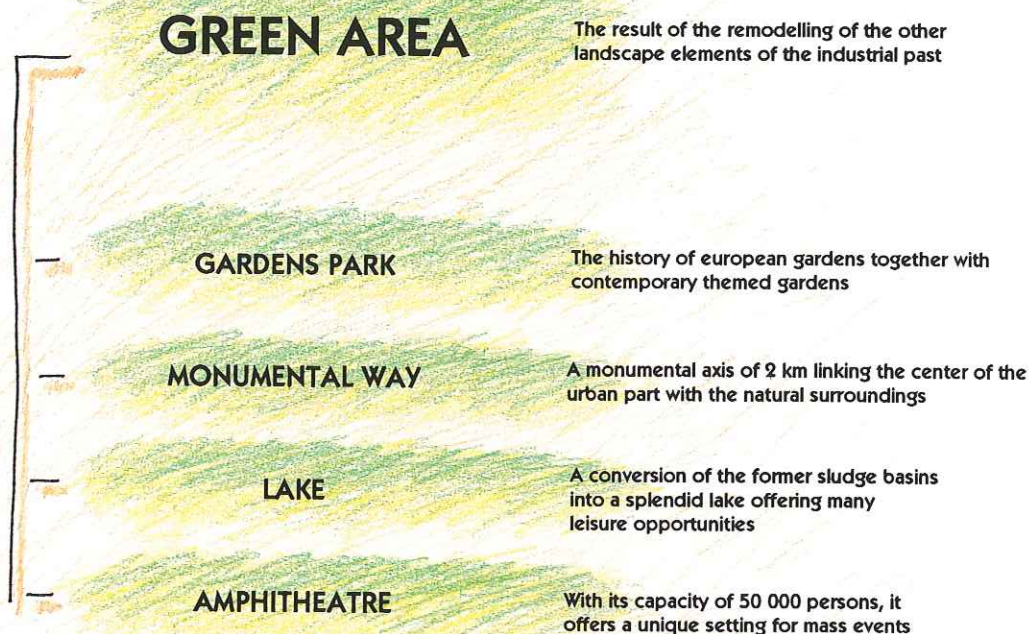 GREEN AREA
The result of the remodelling of the other
landscape elements of the industrial past
GARDENS PARK
The history of european gardens together with
contemporary themed gardens
MONUMENTAL WAY
A monumental axis of 2 km linking the center of the
urban part with the natural surroundings
LAKE
A conversion of the former sludge basins
into a splendid lake offering many
leisure opportunities
AMPHITHEATRE
With its capacity of 50 000 persons, it
offers a unique setting for mass events